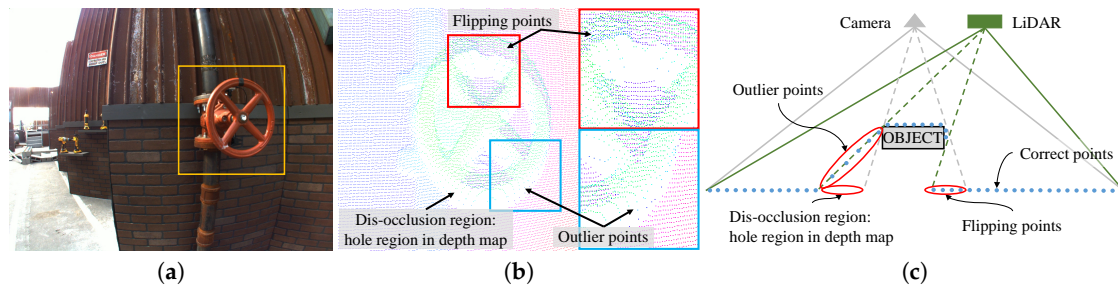 Flipping points
Dis-occlusion region:
hole region in depth map
Outlier points
Camera
LiDAR
Outlier points
OBJECT
Correct points
Dis-occlusion region:
hole region in depth map
Flipping points
(a)
(b)
(c)